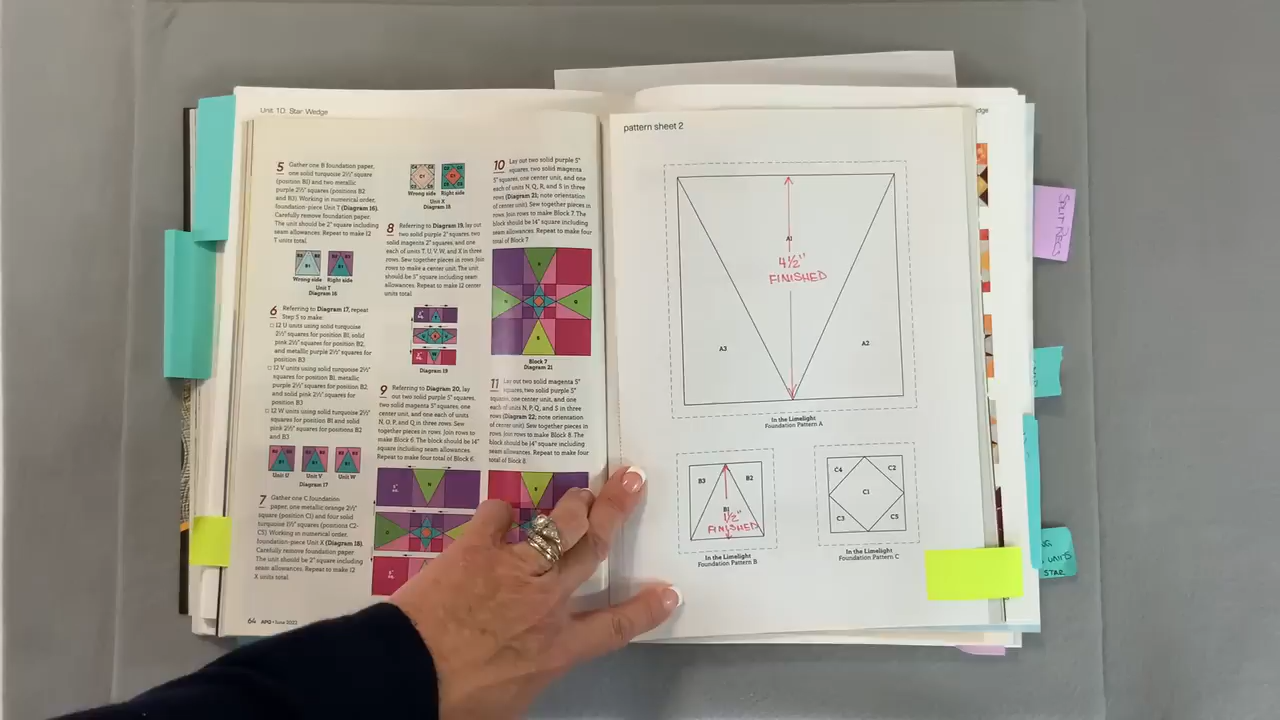 Unit 1D: Star Wedge
5 Gather one B foundation paper,
one solid turquoise 2½" square
(position B1) and two metallic
purple 2½" squares (positions B2
and B3). Working in numerical order,
foundation-piece Unit T (Diagram 16).
Carefully remove foundation paper.
The unit should be 2" square including
seam allowances. Repeat to make 12
T units total.
Wrong side Right side
Unit T
Diagram 16
6 Referring to Diagram 17, repeat
Step 5 to make:
12 U units using solid turquoise
2½" squares for position B1, solid
pink 2½" squares for position B2,
and metallic purple 2½" squares for
position B3
12 V units using solid turquoise
2½" squares for position B1, metallic
purple 2½" squares for position B2,
and solid pink 2½" squares for
position B3
12 W units using solid turquoise 2½"
squares for position B1 and solid
pink 2½" squares for positions B2
and B3
Unit U Unit V Unit W
Diagram 17
7 Gather one C foundation
paper, one metallic orange 2½"
square (position C1) and four solid
turquoise 1½" squares (positions C2-
C5). Working in numerical order,
foundation-piece Unit X (Diagram 18).
Carefully remove foundation paper.
The unit should be 2" square including
seam allowances. Repeat to make 12
X units total.
64 APQ • June 2022
Wrong side Right side
Unit X
Diagram 18
8 Referring to Diagram 19, lay out
two solid purple 2" squares, two
solid magenta 2" squares, and one
each of units T, U, V, W, and X in three
rows. Sew together pieces in rows. Join
rows to make a center unit. The unit
should be 5" square including seam
allowances. Repeat to make 12 center
units total.
Diagram 19
9 Referring to Diagram 20, lay
out two solid purple 5" squares,
two solid magenta 5" squares, one
center unit, and one each of units
N, O, P, and Q in three rows. Sew
together pieces in rows. Join rows to
make Block 6. The block should be 14"
square including seam allowances.
Repeat to make four total of Block 6.
10 Lay out two solid purple 5"
squares, two solid magenta
5" squares, one center unit, and one
each of units N, Q, R, and S in three
rows (Diagram 21; note orientation
of center unit). Sew together pieces in
rows. Join rows to make Block 7. The
block should be 14" square including
seam allowances. Repeat to make four
total of Block 7.
Block 7
Diagram 21
11 Lay out two solid magenta 5"
squares, two solid purple 5"
squares, one center unit, and one
each of units N, P, Q, and S in three
rows (Diagram 22; note orientation
of center unit). Sew together pieces in
rows. Join rows to make Block 8. The
block should be 14" square including
seam allowances. Repeat to make four
total of Block 8.
pattern sheet 2
A1
4½"
FINISHED
A3
A2
In the Limelight
Foundation Pattern A
B3 B2
B1
1½"
FINISHED
In the Limelight
Foundation Pattern B
C4 C2
C1
C3 C5
In the Limelight
Foundation Pattern C
SPLIT RECS
UNITS
STAR